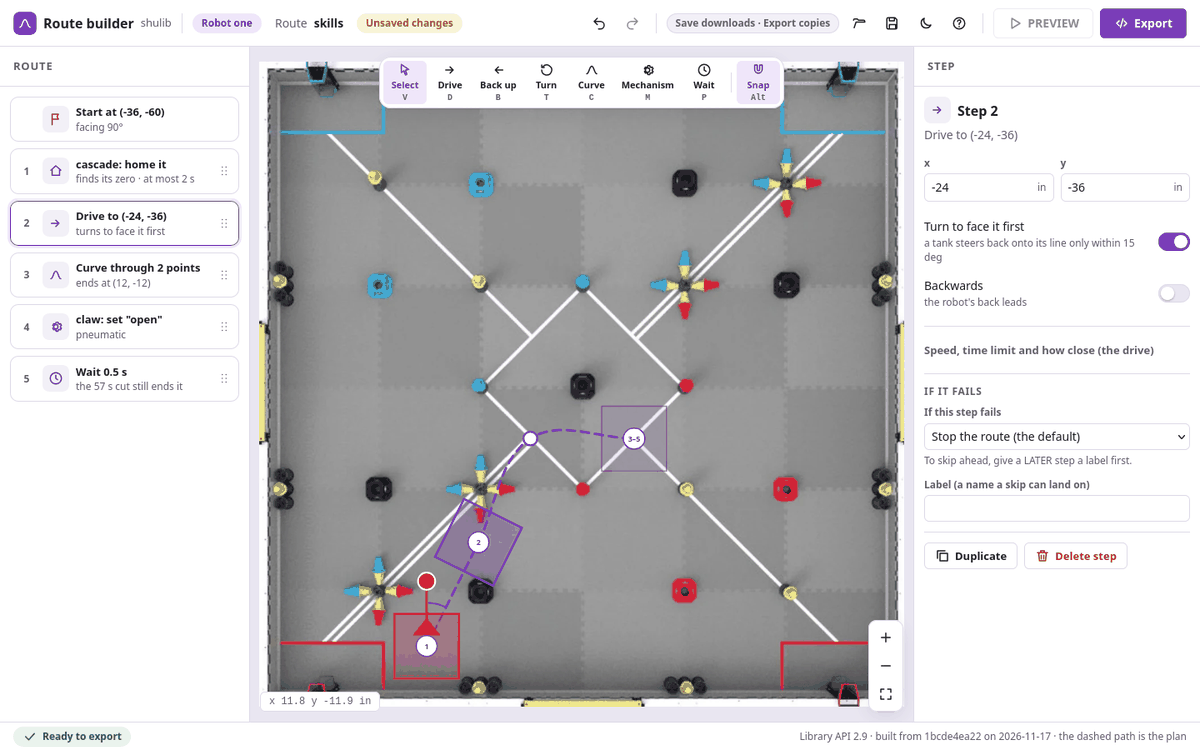 Route builder shulib Robot one Route skills Unsaved changes Save downloads · Export copies PREVIEW Export
ROUTE
Start at (-36, -60)
facing 90°
1 cascade: home it
finds its zero · at most 2 s
2 Drive to (-24, -36)
turns to face it first
3 Curve through 2 points
ends at (12, -12)
4 claw: set "open"
pneumatic
5 Wait 0.5 s
the 57 s cut still ends it
Select Drive Back up Turn Curve Mechanism Wait Snap
V D B T C M P Alt
3–5
2
1
x 11.8 y -11.9 in
STEP
Step 2
Drive to (-24, -36)
x y
-24 in -36 in
Turn to face it first
a tank steers back onto its line only within 15
deg
Backwards
the robot's back leads
Speed, time limit and how close (the drive)
IF IT FAILS
If this step fails
Stop the route (the default)
To skip ahead, give a LATER step a label first.
Label (a name a skip can land on)
Duplicate Delete step
Ready to export Library API 2.9 · built from 1bcde4ea22 on 2026-11-17 · the dashed path is the plan